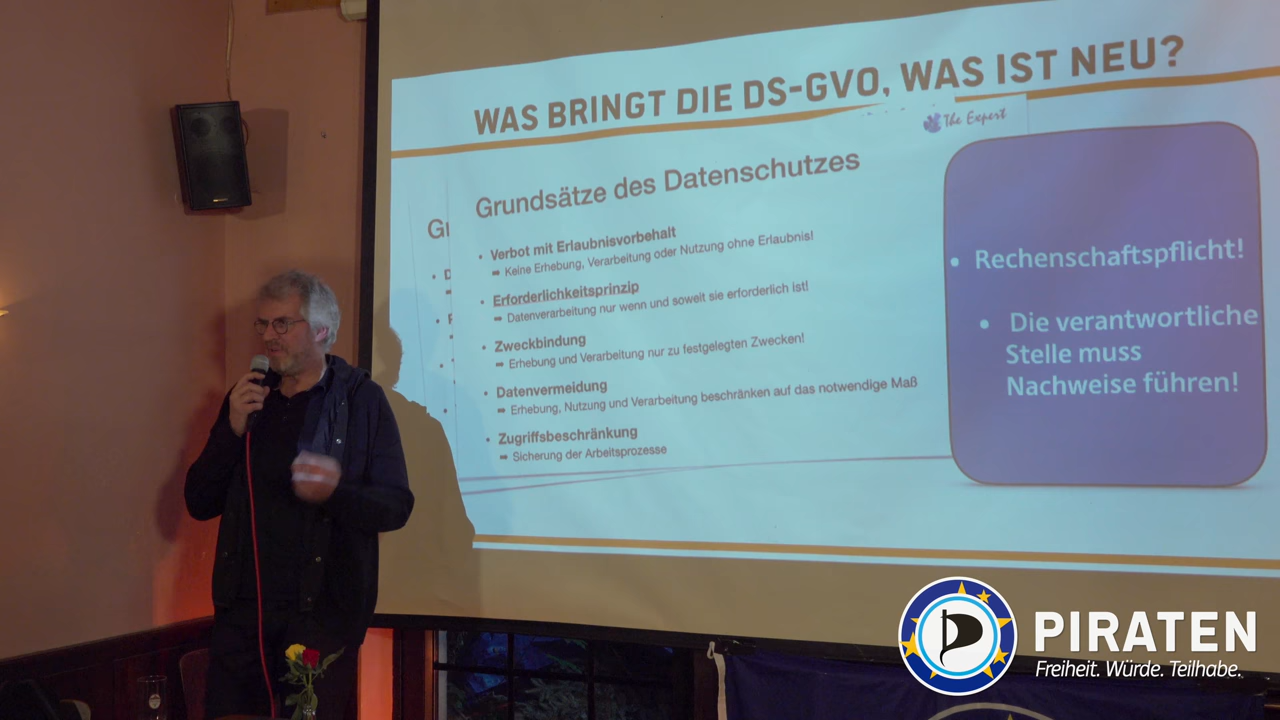 WAS BRINGT DIE DS-GVO, WAS IST NEU?
The Expert
Grundsätze des Datenschutzes
• Verbot mit Erlaubnisvorbehalt
➡ Keine Erhebung, Verarbeitung oder Nutzung ohne Erlaubnis!
• Erforderlichkeitsprinzip
➡ Datenverarbeitung nur wenn und soweit sie erforderlich ist!
• Zweckbindung
➡ Erhebung und Verarbeitung nur zu festgelegten Zwecken!
• Datenvermeidung
➡ Erhebung, Nutzung und Verarbeitung beschränken auf das notwendige Maß
• Zugriffsbeschränkung
➡ Sicherung der Arbeitsprozesse
• Rechenschaftspflicht!
• Die verantwortliche
Stelle muss
Nachweise führen!
PIRATEN
Freiheit. Würde. Teilhabe.